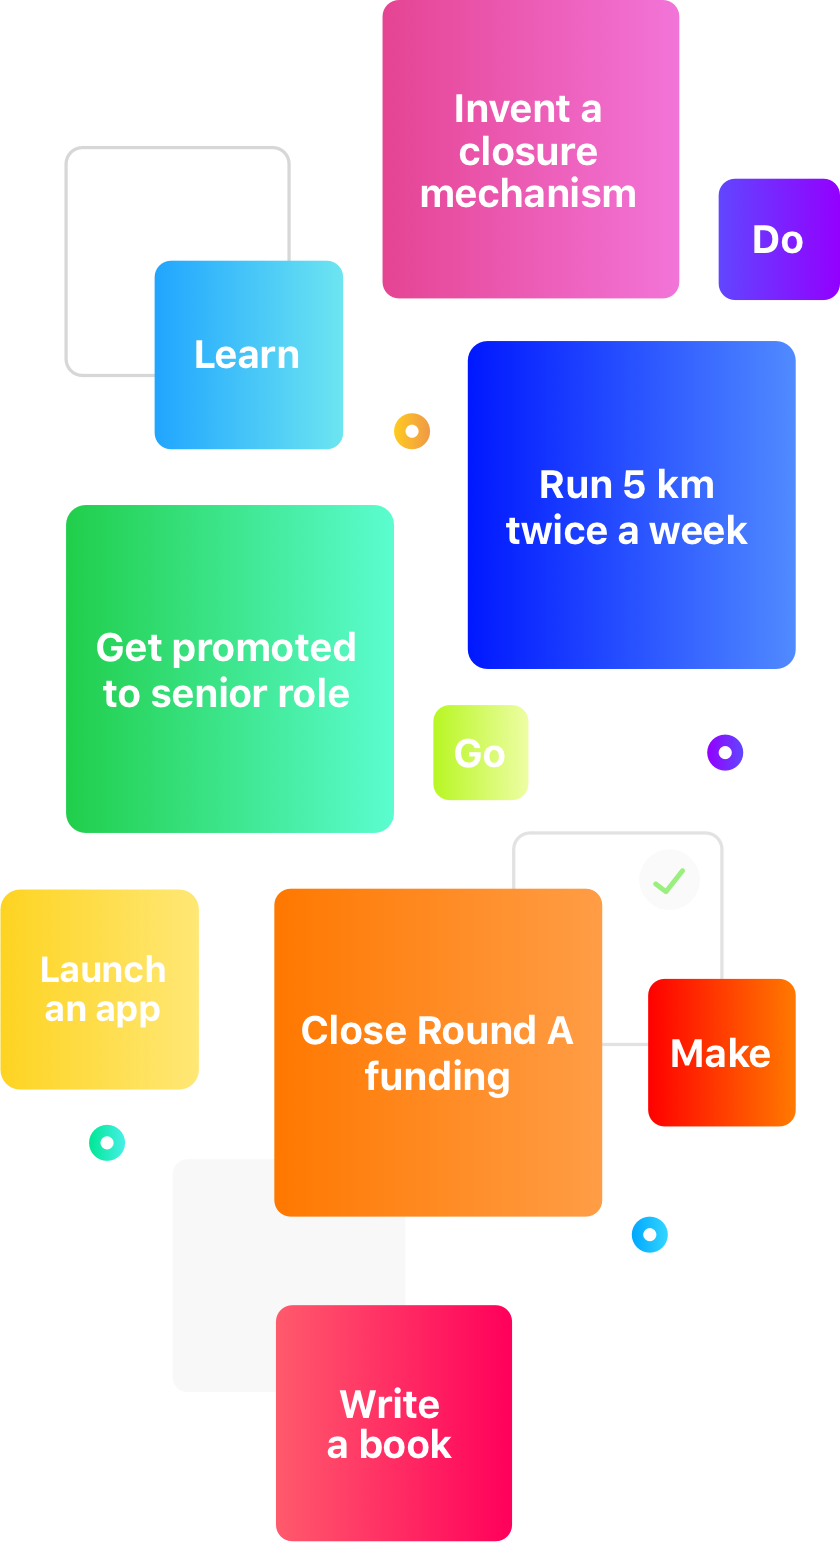 Invent a
closure
mechanism
Do
Learn
Run 5 km
twice a week
Get promoted
to senior role
Go
Launch
an app
Close Round A
funding
Make
Write
a book